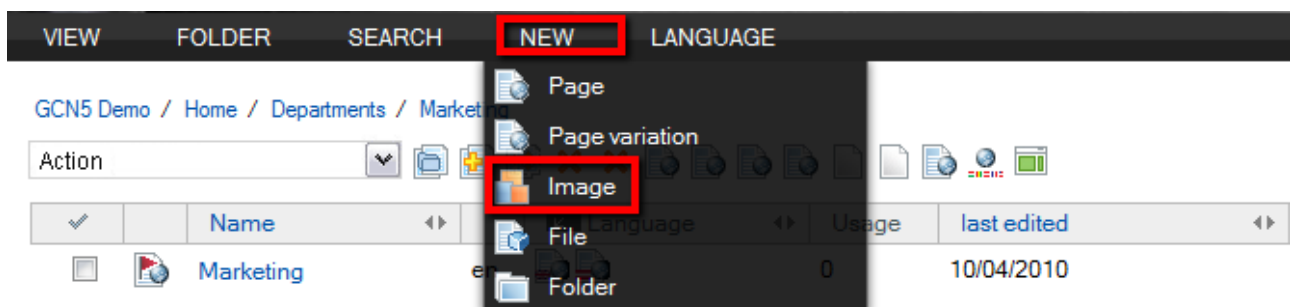 VIEW FOLDER SEARCH NEW LANGUAGE
Page
GCN5 Demo / Home / Departments / Marketing
Page variation
Action
Image
Name Language Usage last edited
File
Marketing en 0 10/04/2010
Folder